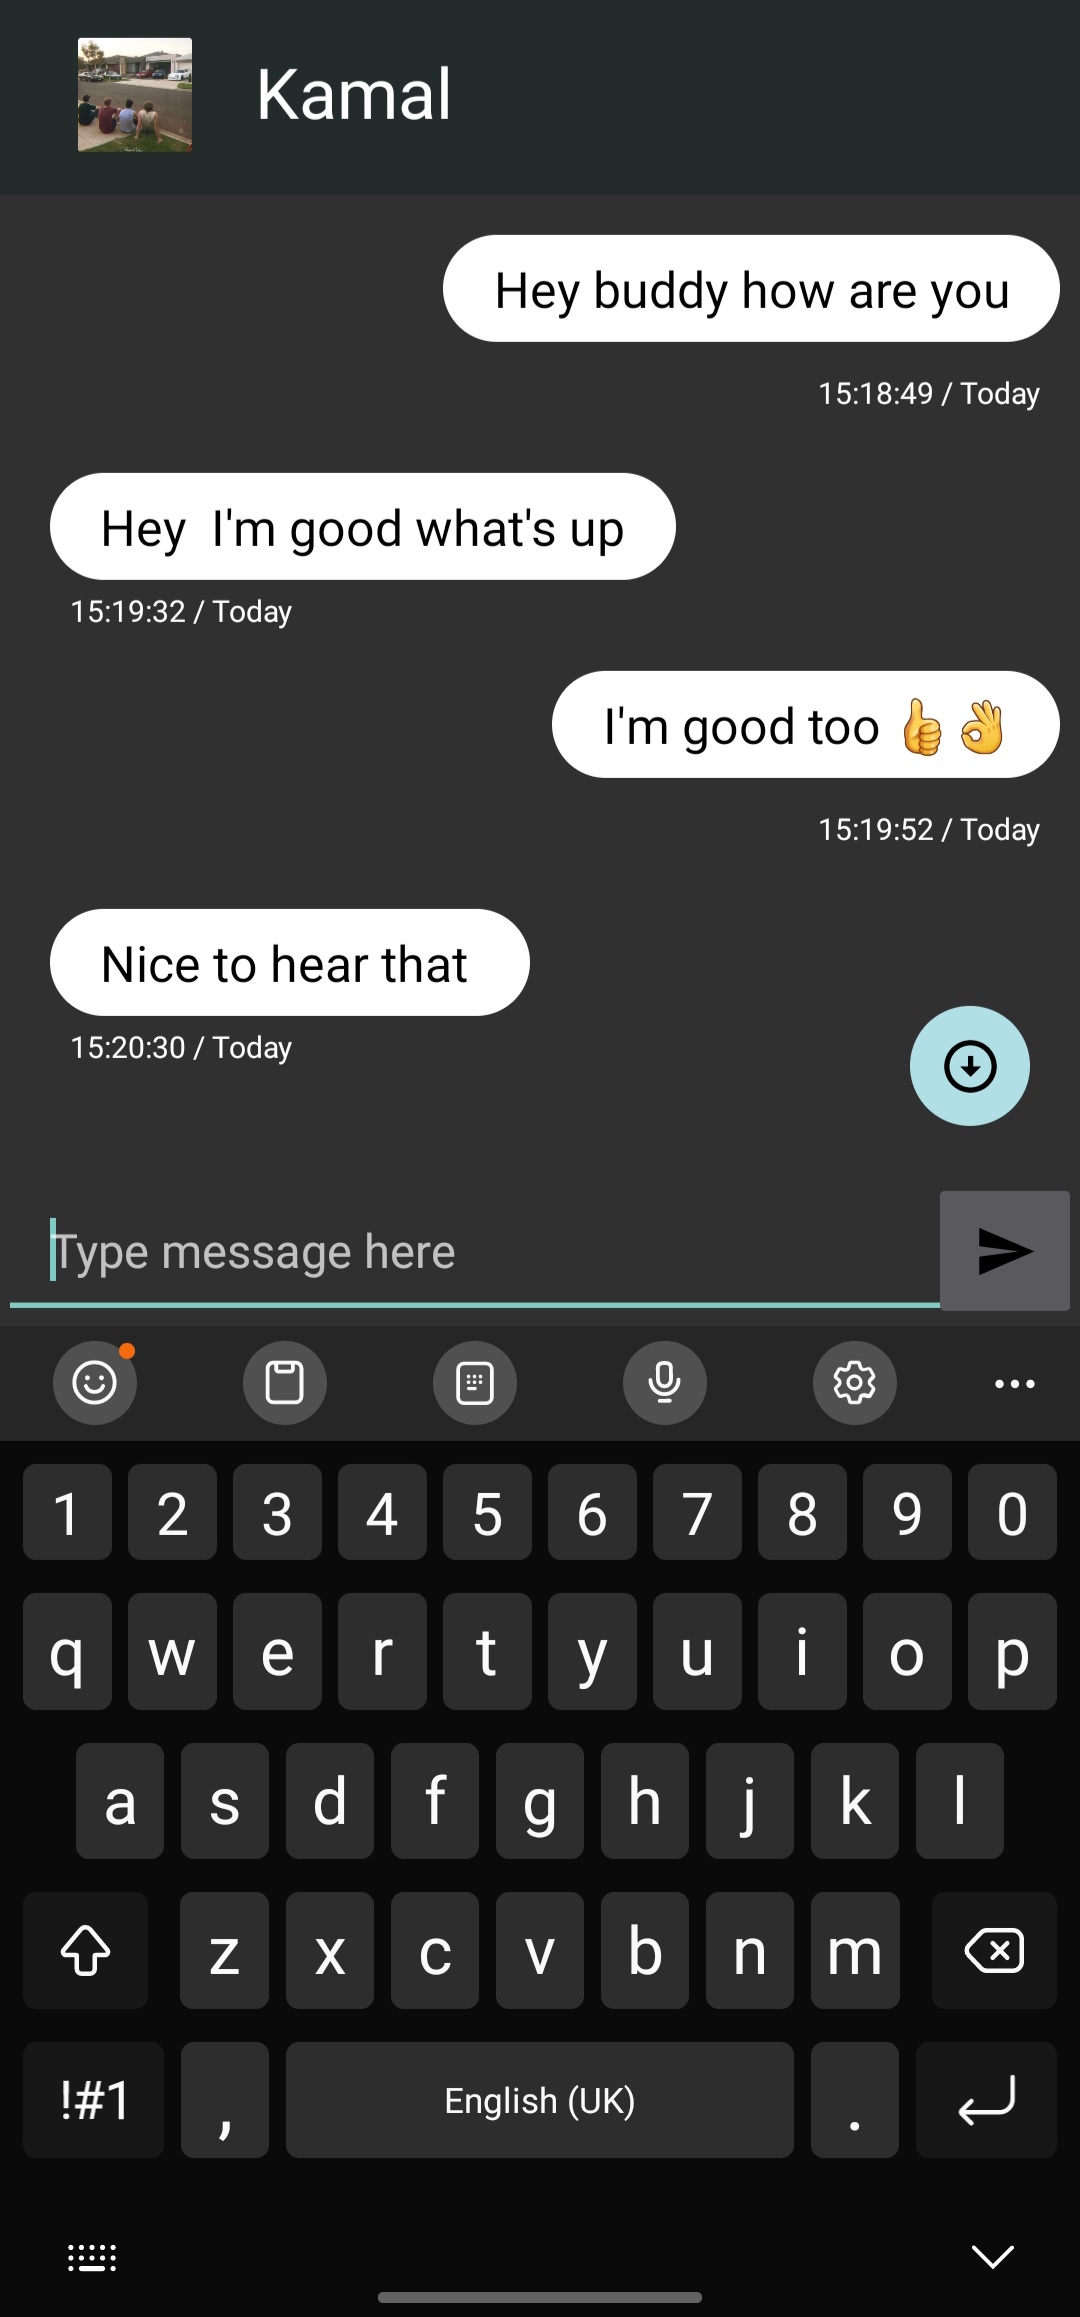 Kamal
Hey buddy how are you
15:18:49 / Today
Hey  I'm good what's up
15:19:32 / Today
I'm good too 👍👌
15:19:52 / Today
Nice to hear that
15:20:30 / Today
Type message here
1 2 3 4 5 6 7 8 9 0
q w e r t y u i o p
a s d f g h j k l
z x c v b n m
!#1 , English (UK) .